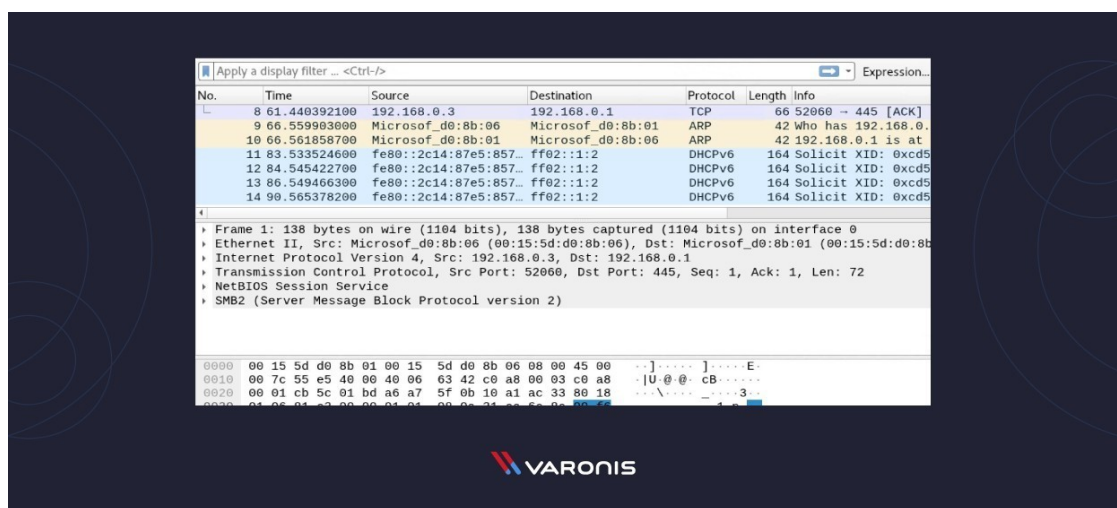 Apply a display filter ... <Ctrl-/> Expression...
No. Time Source Destination Protocol Length Info
8 61.440392100 192.168.0.3 192.168.0.1 TCP 66 52060 → 445 [ACK]
9 66.559903000 Microsof_d0:8b:06 Microsof_d0:8b:01 ARP 42 Who has 192.168.0.
10 66.561858700 Microsof_d0:8b:01 Microsof_d0:8b:06 ARP 42 192.168.0.1 is at
11 83.533524600 fe80::2c14:87e5:857… ff02::1:2 DHCPv6 164 Solicit XID: 0xcd5
12 84.545422700 fe80::2c14:87e5:857… ff02::1:2 DHCPv6 164 Solicit XID: 0xcd5
13 86.549466300 fe80::2c14:87e5:857… ff02::1:2 DHCPv6 164 Solicit XID: 0xcd5
14 90.565378200 fe80::2c14:87e5:857… ff02::1:2 DHCPv6 164 Solicit XID: 0xcd5
Frame 1: 138 bytes on wire (1104 bits), 138 bytes captured (1104 bits) on interface 0
Ethernet II, Src: Microsof_d0:8b:06 (00:15:5d:d0:8b:06), Dst: Microsof_d0:8b:01 (00:15:5d:d0:8b
Internet Protocol Version 4, Src: 192.168.0.3, Dst: 192.168.0.1
Transmission Control Protocol, Src Port: 52060, Dst Port: 445, Seq: 1, Ack: 1, Len: 72
NetBIOS Session Service
SMB2 (Server Message Block Protocol version 2)
0000 00 15 5d d0 8b 01 00 15 5d d0 8b 06 08 00 45 00 ··]····· ]·····E·
0010 00 7c 55 e5 40 00 40 06 63 42 c0 a8 00 03 c0 a8 ·|U·@·@· cB······
0020 00 01 cb 5c 01 bd a6 a7 5f 0b 10 a1 ac 33 80 18 ···\···· _····3··
VARONIS